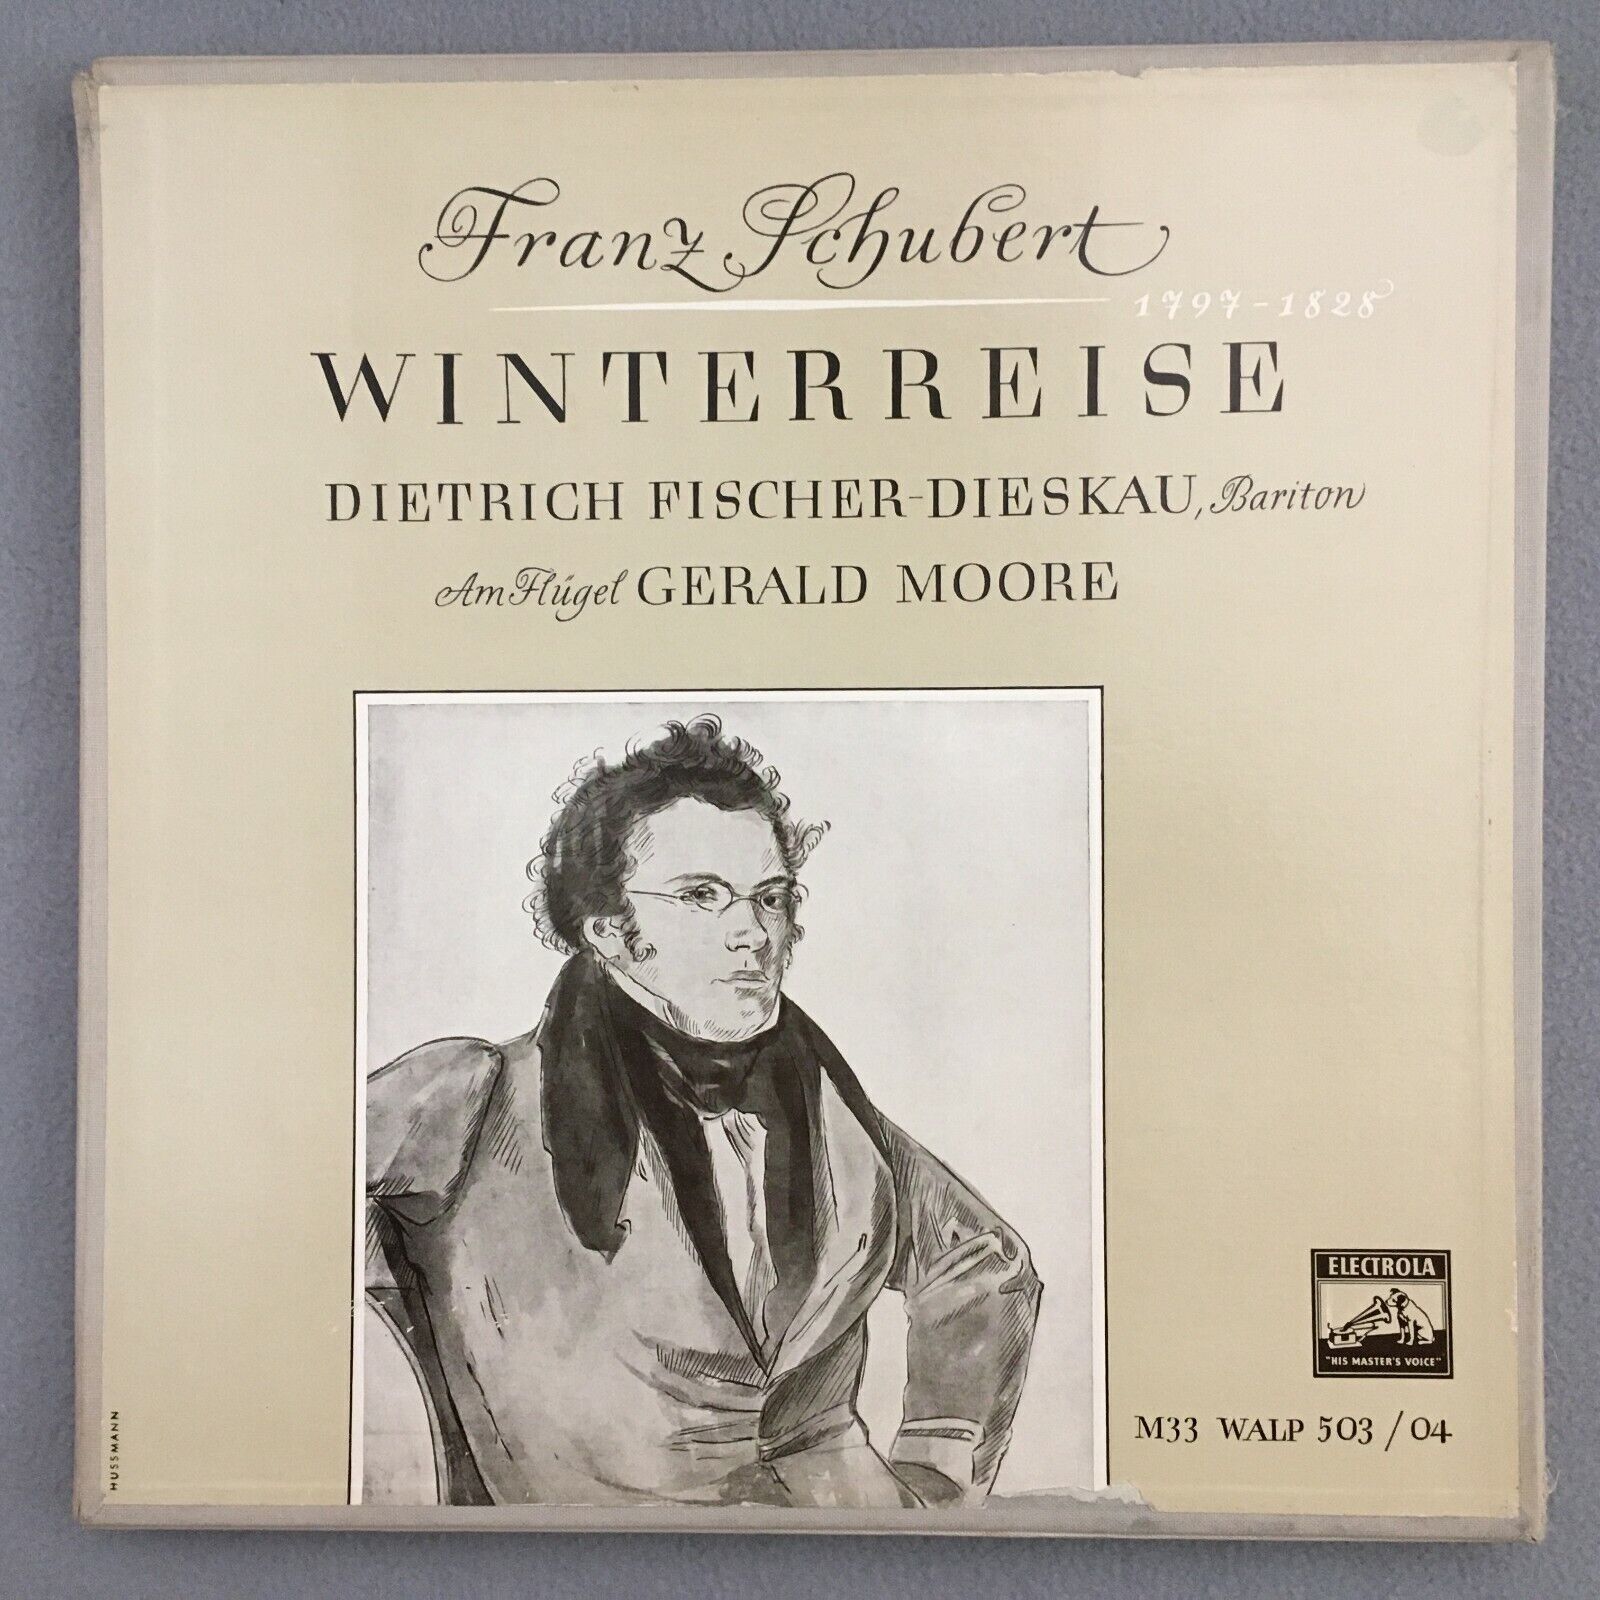 Franz Schubert
1797-1828
WINTERREISE
DIETRICH FISCHER-DIESKAU, Bariton
Am Flügel GERALD MOORE
ELECTROLA
"HIS MASTER'S VOICE"
M33 WALP 503 / 04
HUSSMANN